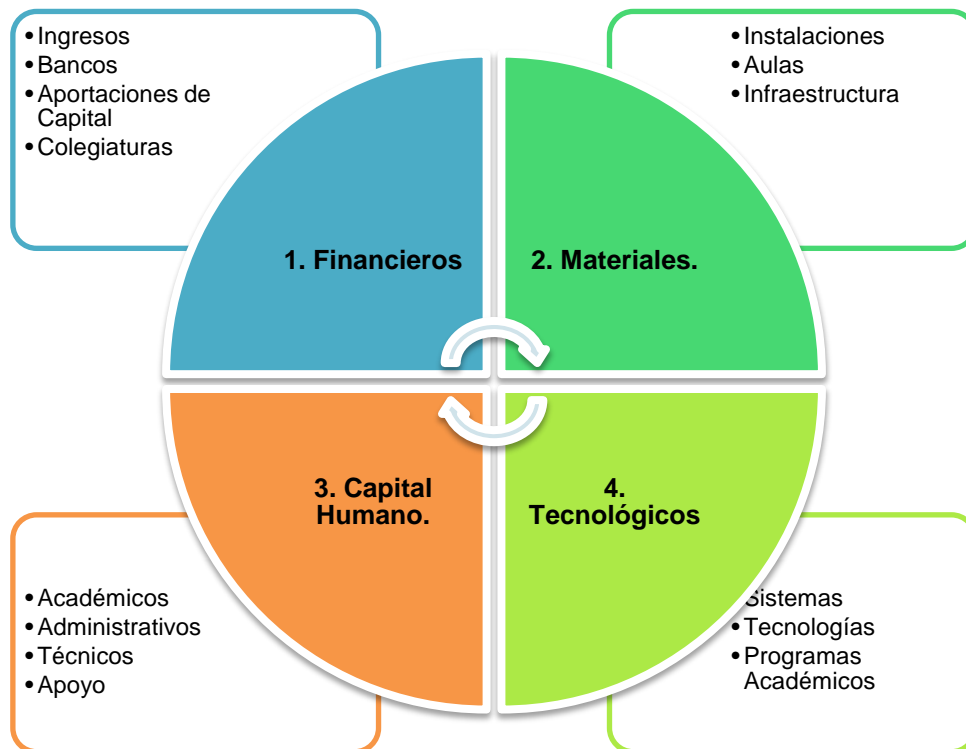 • Ingresos
• Bancos
• Aportaciones de
Capital
• Colegiaturas
• Instalaciones
• Aulas
• Infraestructura
1. Financieros
2. Materiales.
3. Capital
Humano.
4.
Tecnológicos
• Académicos
• Administrativos
• Técnicos
• Apoyo
Sistemas
• Tecnologías
• Programas
Académicos